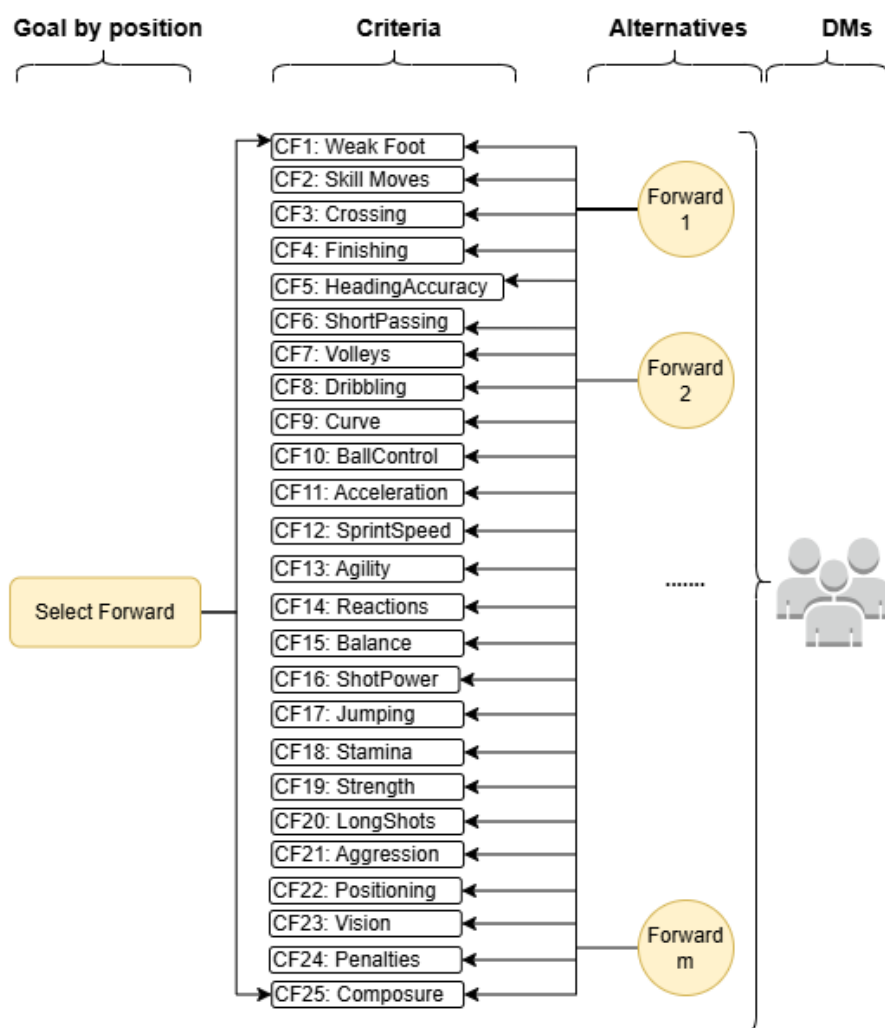 Goal by position
Criteria
Alternatives
DMs
CF1: Weak Foot
CF2: Skill Moves
CF3: Crossing
CF4: Finishing
CF5: HeadingAccuracy
CF6: ShortPassing
CF7: Volleys
CF8: Dribbling
CF9: Curve
CF10: BallControl
CF11: Acceleration
CF12: SprintSpeed
CF13: Agility
CF14: Reactions
CF15: Balance
CF16: ShotPower
CF17: Jumping
CF18: Stamina
CF19: Strength
CF20: LongShots
CF21: Aggression
CF22: Positioning
CF23: Vision
CF24: Penalties
CF25: Composure
Select Forward
Forward
1
Forward
2
.......
Forward
m